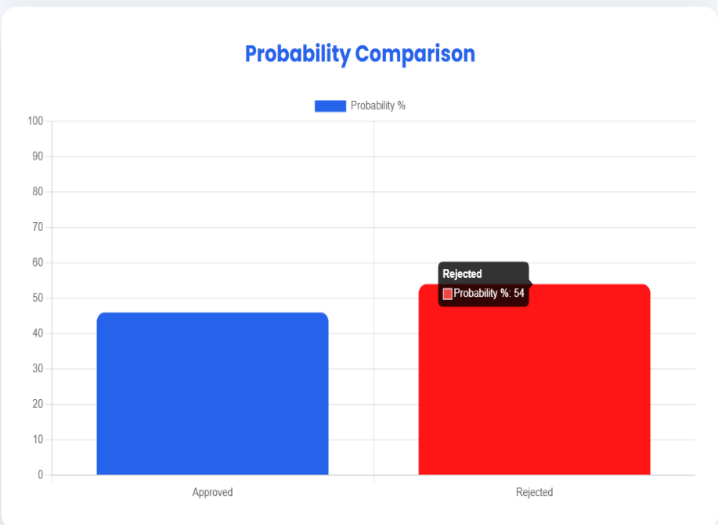 Probability Comparison
Probability %
100
90
80
70
60
50
40
30
20
10
0
Rejected
Probability %: 54
Approved
Rejected